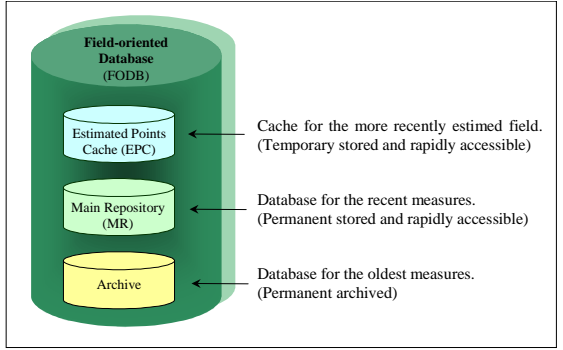 Field-oriented
Database
(FODB)
Estimated Points
Cache (EPC)
Cache for the more recently estimed field.
(Temporary stored and rapidly accessible)
Main Repository
(MR)
Database for the recent measures.
(Permanent stored and rapidly accessible)
Archive
Database for the oldest measures.
(Permanent archived)